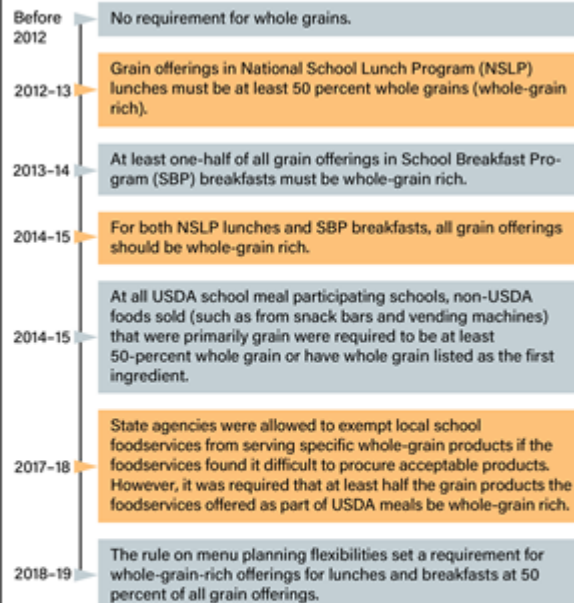 Before
2012
No requirement for whole grains.
2012–13
Grain offerings in National School Lunch Program (NSLP)
lunches must be at least 50 percent whole grains (whole-grain
rich).
2013–14
At least one-half of all grain offerings in School Breakfast Pro-
gram (SBP) breakfasts must be whole-grain rich.
2014–15
For both NSLP lunches and SBP breakfasts, all grain offerings
should be whole-grain rich.
2014–15
At all USDA school meal participating schools, non-USDA
foods sold (such as from snack bars and vending machines)
that were primarily grain were required to be at least
50-percent whole grain or have whole grain listed as the first
ingredient.
2017–18
State agencies were allowed to exempt local school
foodservices from serving specific whole-grain products if the
foodservices found it difficult to procure acceptable products.
However, it was required that at least half the grain products the
foodservices offered as part of USDA meals be whole-grain rich.
2018–19
The rule on menu planning flexibilities set a requirement for
whole-grain-rich offerings for lunches and breakfasts at 50
percent of all grain offerings.